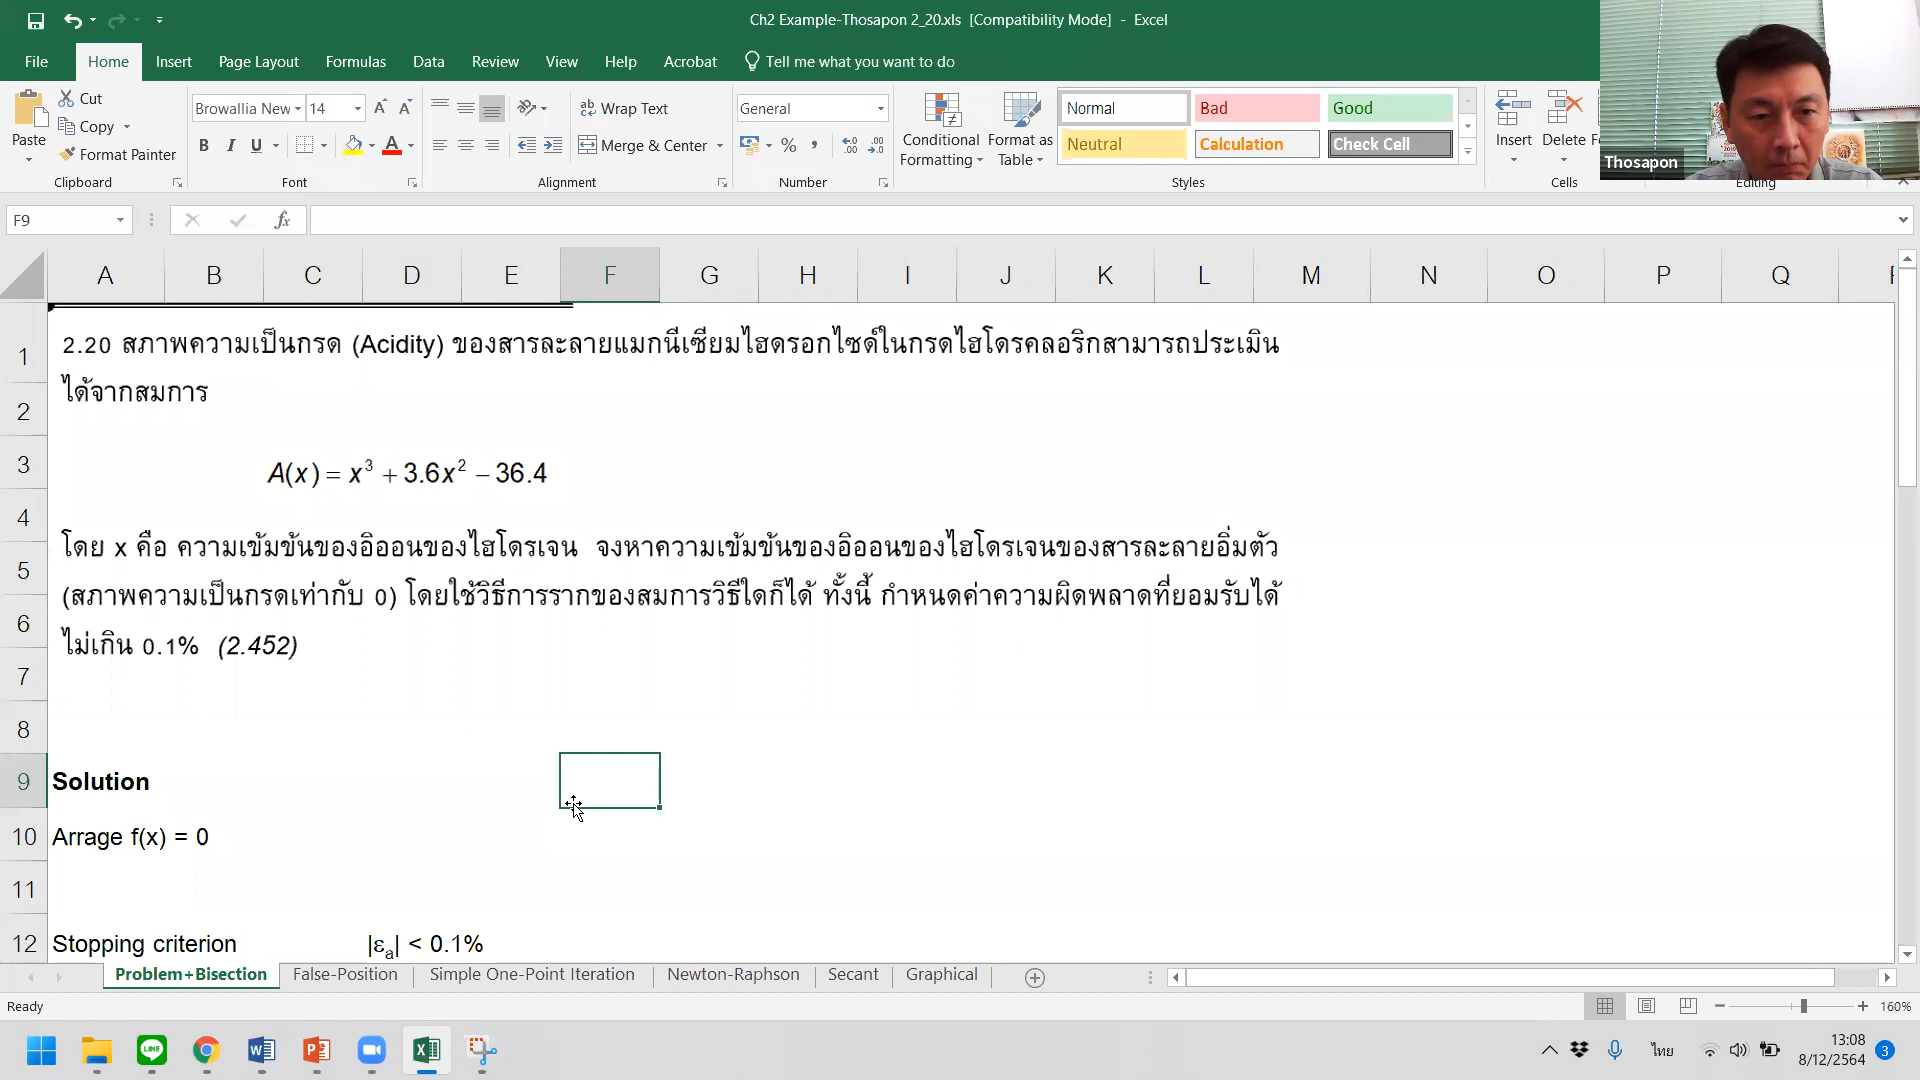 Ch2 Example-Thosapon 2_20.xls [Compatibility Mode] - Excel
File Home Insert Page Layout Formulas Data Review View Help Acrobat Tell me what you want to do
Cut
Copy
Format Painter
Paste
Clipboard
Browallia New 14
B I U A
Font
Wrap Text
Merge & Center
Alignment
General
%
Number
Conditional Formatting
Format as Table
Normal Bad Good
Neutral Calculation Check Cell
Styles
Insert Delete
Cells
Editing
Thosapon
F9 fx
A B C D E F G H I J K L M N O P Q
1
2
3
4
5
6
7
8
9
10
11
12
2.20 สภาพความเป็นกรด (Acidity) ของสารละลายแมกนีเซียมไฮดรอกไซด์ในกรดไฮโดรคลอริกสามารถประเมิน
ได้จากสมการ
A(x) = x³ + 3.6x² − 36.4
โดย x คือ ความเข้มข้นของอิออนของไฮโดรเจน จงหาความเข้มข้นของอิออนของไฮโดรเจนของสารละลายอิ่มตัว
(สภาพความเป็นกรดเท่ากับ 0) โดยใช้วิธีการรากของสมการวิธีใดก็ได้ ทั้งนี้ กำหนดค่าความผิดพลาดที่ยอมรับได้
ไม่เกิน 0.1% (2.452)
Solution
Arrage f(x) = 0
Stopping criterion |εa| < 0.1%
Problem+Bisection False-Position Simple One-Point Iteration Newton-Raphson Secant Graphical
Ready
160%
LINE
ไทย
13:08
8/12/2564
3